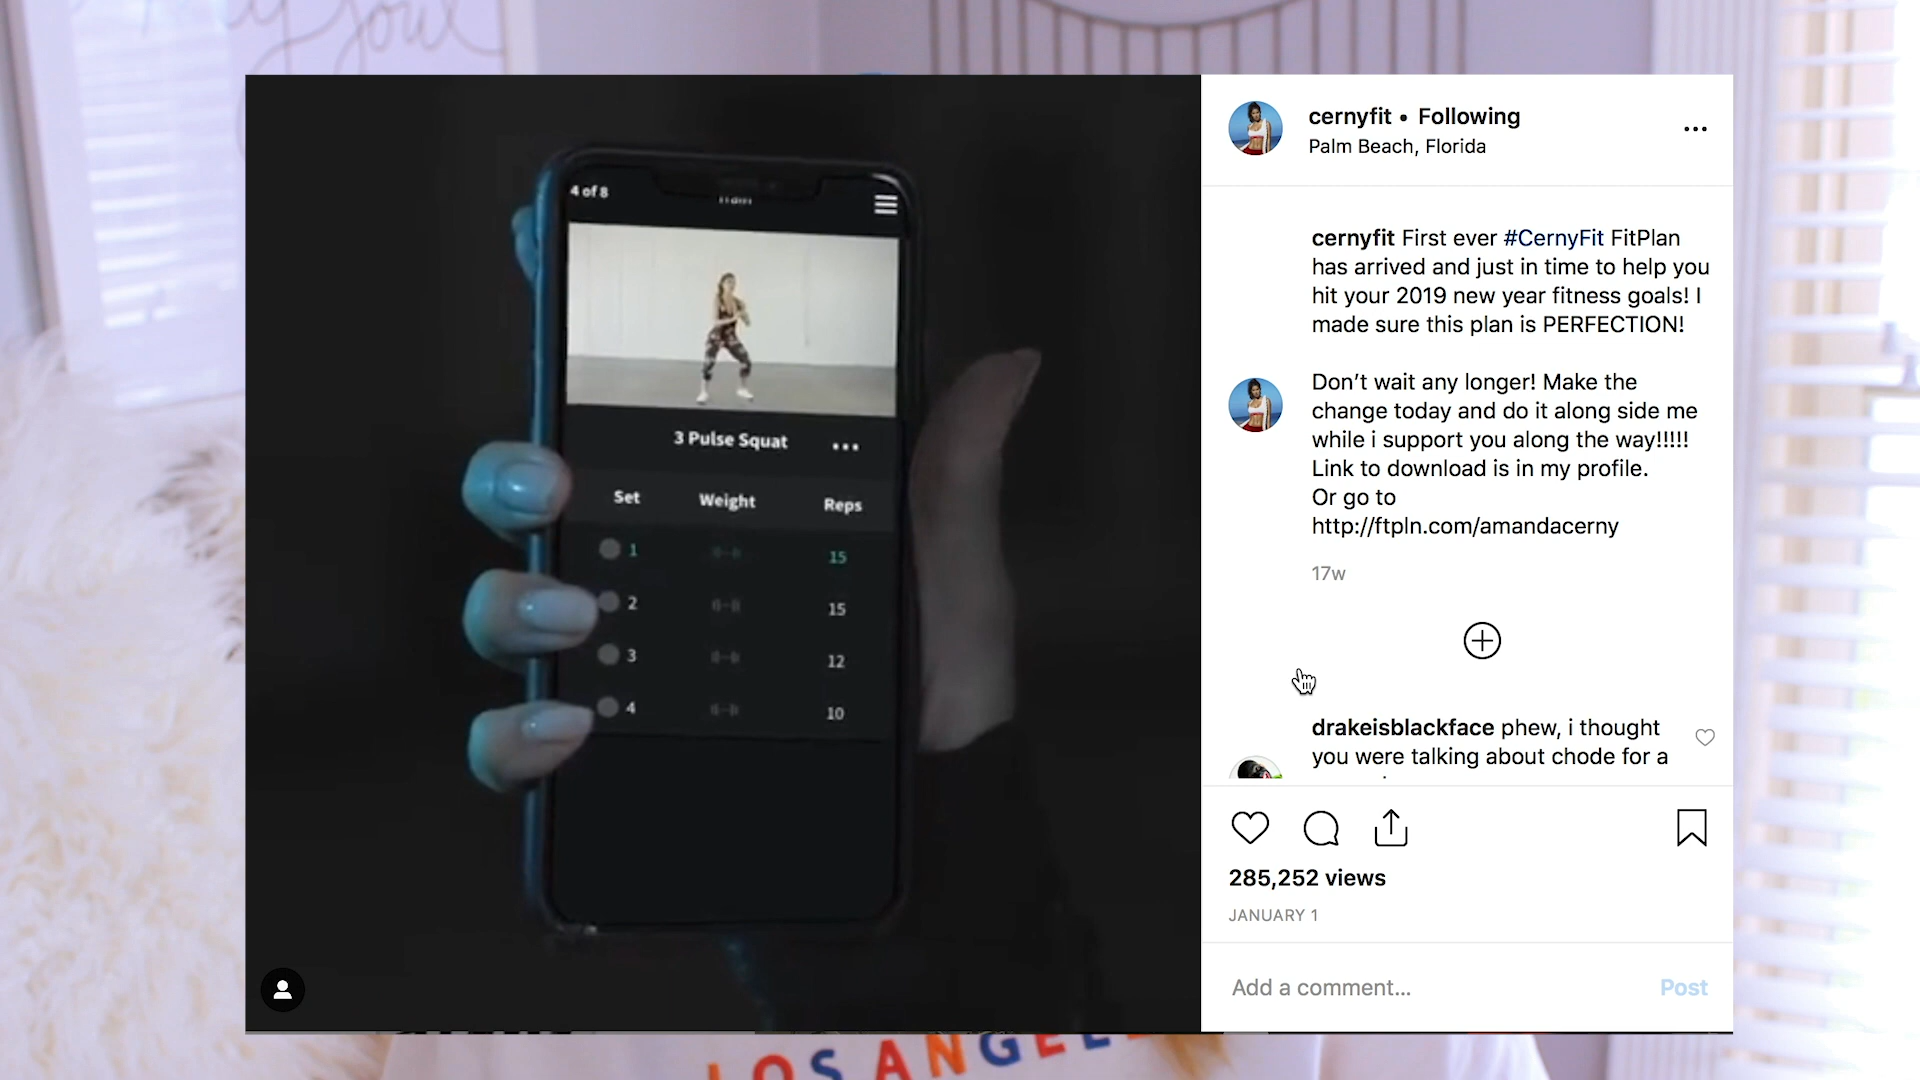 4 of 8
3 Pulse Squat
Set Weight Reps
1 15
2 15
3 12
4 10
cernyfit • Following
Palm Beach, Florida
cernyfit First ever #CernyFit FitPlan
has arrived and just in time to help you
hit your 2019 new year fitness goals! I
made sure this plan is PERFECTION!
Don’t wait any longer! Make the
change today and do it along side me
while i support you along the way!!!!!
Link to download is in my profile.
Or go to
http://ftpln.com/amandacerny
17w
drakeisblackface phew, i thought
you were talking about chode for a
285,252 views
JANUARY 1
Add a comment...
Post